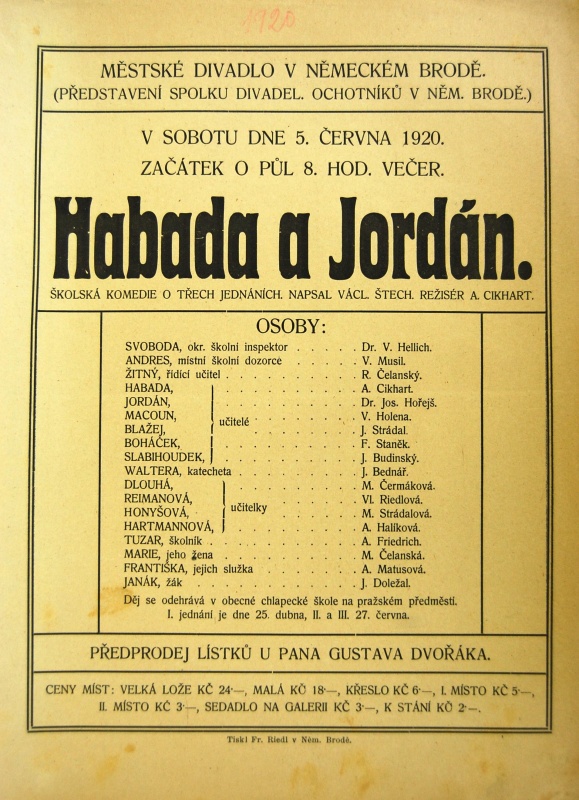 1920
MĚSTSKÉ DIVADLO V NĚMECKÉM BRODĚ.
(PŘEDSTAVENÍ SPOLKU DIVADEL. OCHOTNÍKŮ V NĚM. BRODĚ.)
V SOBOTU DNE 5. ČERVNA 1920.
ZAČÁTEK O PŮL 8. HOD. VEČER.
Habada a Jordán.
ŠKOLSKÁ KOMEDIE O TŘECH JEDNÁNÍCH. NAPSAL VÁCL. ŠTECH. REŽISÉR A. CIKHART.
OSOBY:
SVOBODA, okr. školní inspektor . . . . . Dr. V. Hellich.
ANDRES, místní školní dozorce . . . . . V. Musil.
ŽITNÝ, řídící učitel . . . . . . . . . . R. Čelanský.
HABADA, . . . . . . . . . . A. Cikhart.
JORDÁN, . . . . . . . . . . Dr. Jos. Hořejš.
MACOUN, učitelé . . . . . . . . V. Holena.
BLAŽEJ, . . . . . . . . J. Strádal.
BOHÁČEK, . . . . . . . . . . F. Staněk.
SLABIHOUDEK, . . . . . . . . . . J. Budinský.
WALTERA, katecheta . . . . . . . . . J. Bednář.
DLOUHÁ, . . . . . . . . . . M. Čermáková.
REIMANOVÁ, učitelky . . . . . . . . . Vl. Riedlová.
HONYŠOVÁ, . . . . . . . M. Strádalová.
HARTMANNOVÁ, . . . . . . . . . . A. Halíková.
TUZAR, školník . . . . . . . . . . . A. Friedrich.
MARIE, jeho žena . . . . . . . . . . M. Čelanská.
FRANTIŠKA, jejich služka . . . . . . . A. Matusová.
JANÁK, žák . . . . . . . . . . . . J. Doležal.
Děj se odehrává v obecné chlapecké škole na pražském předměstí.
I. jednání je dne 25. dubna, II. a III. 27. června.
PŘEDPRODEJ LÍSTKŮ U PANA GUSTAVA DVOŘÁKA.
CENY MÍST: VELKÁ LOŽE KČ 24·—, MALÁ KČ 18·—, KŘESLO KČ 6·—, I. MÍSTO KČ 5·—,
II. MÍSTO KČ 3·—, SEDADLO NA GALERII KČ 3·—, K STÁNÍ KČ 2·—.
Tiskl Fr. Riedl v Něm. Brodě.